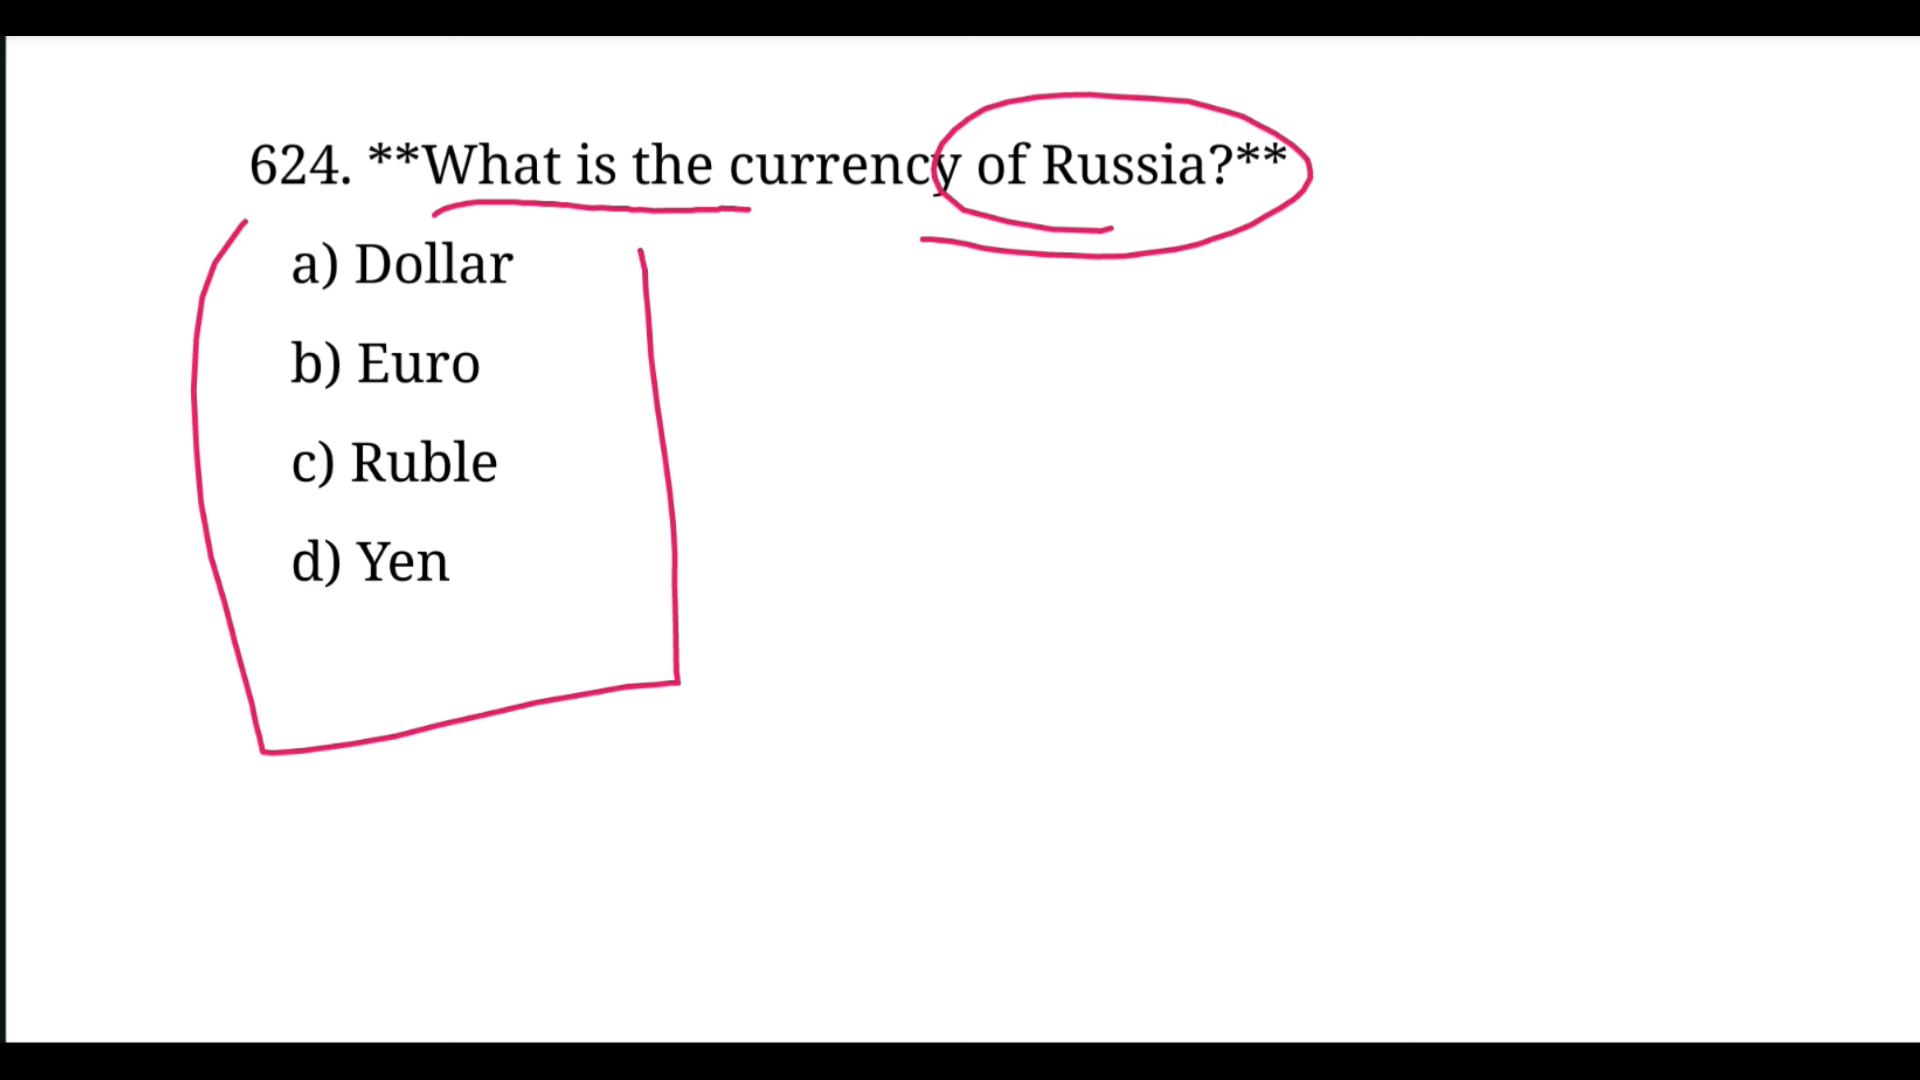 624. **What is the currency of Russia?**
a) Dollar
b) Euro
c) Ruble
d) Yen